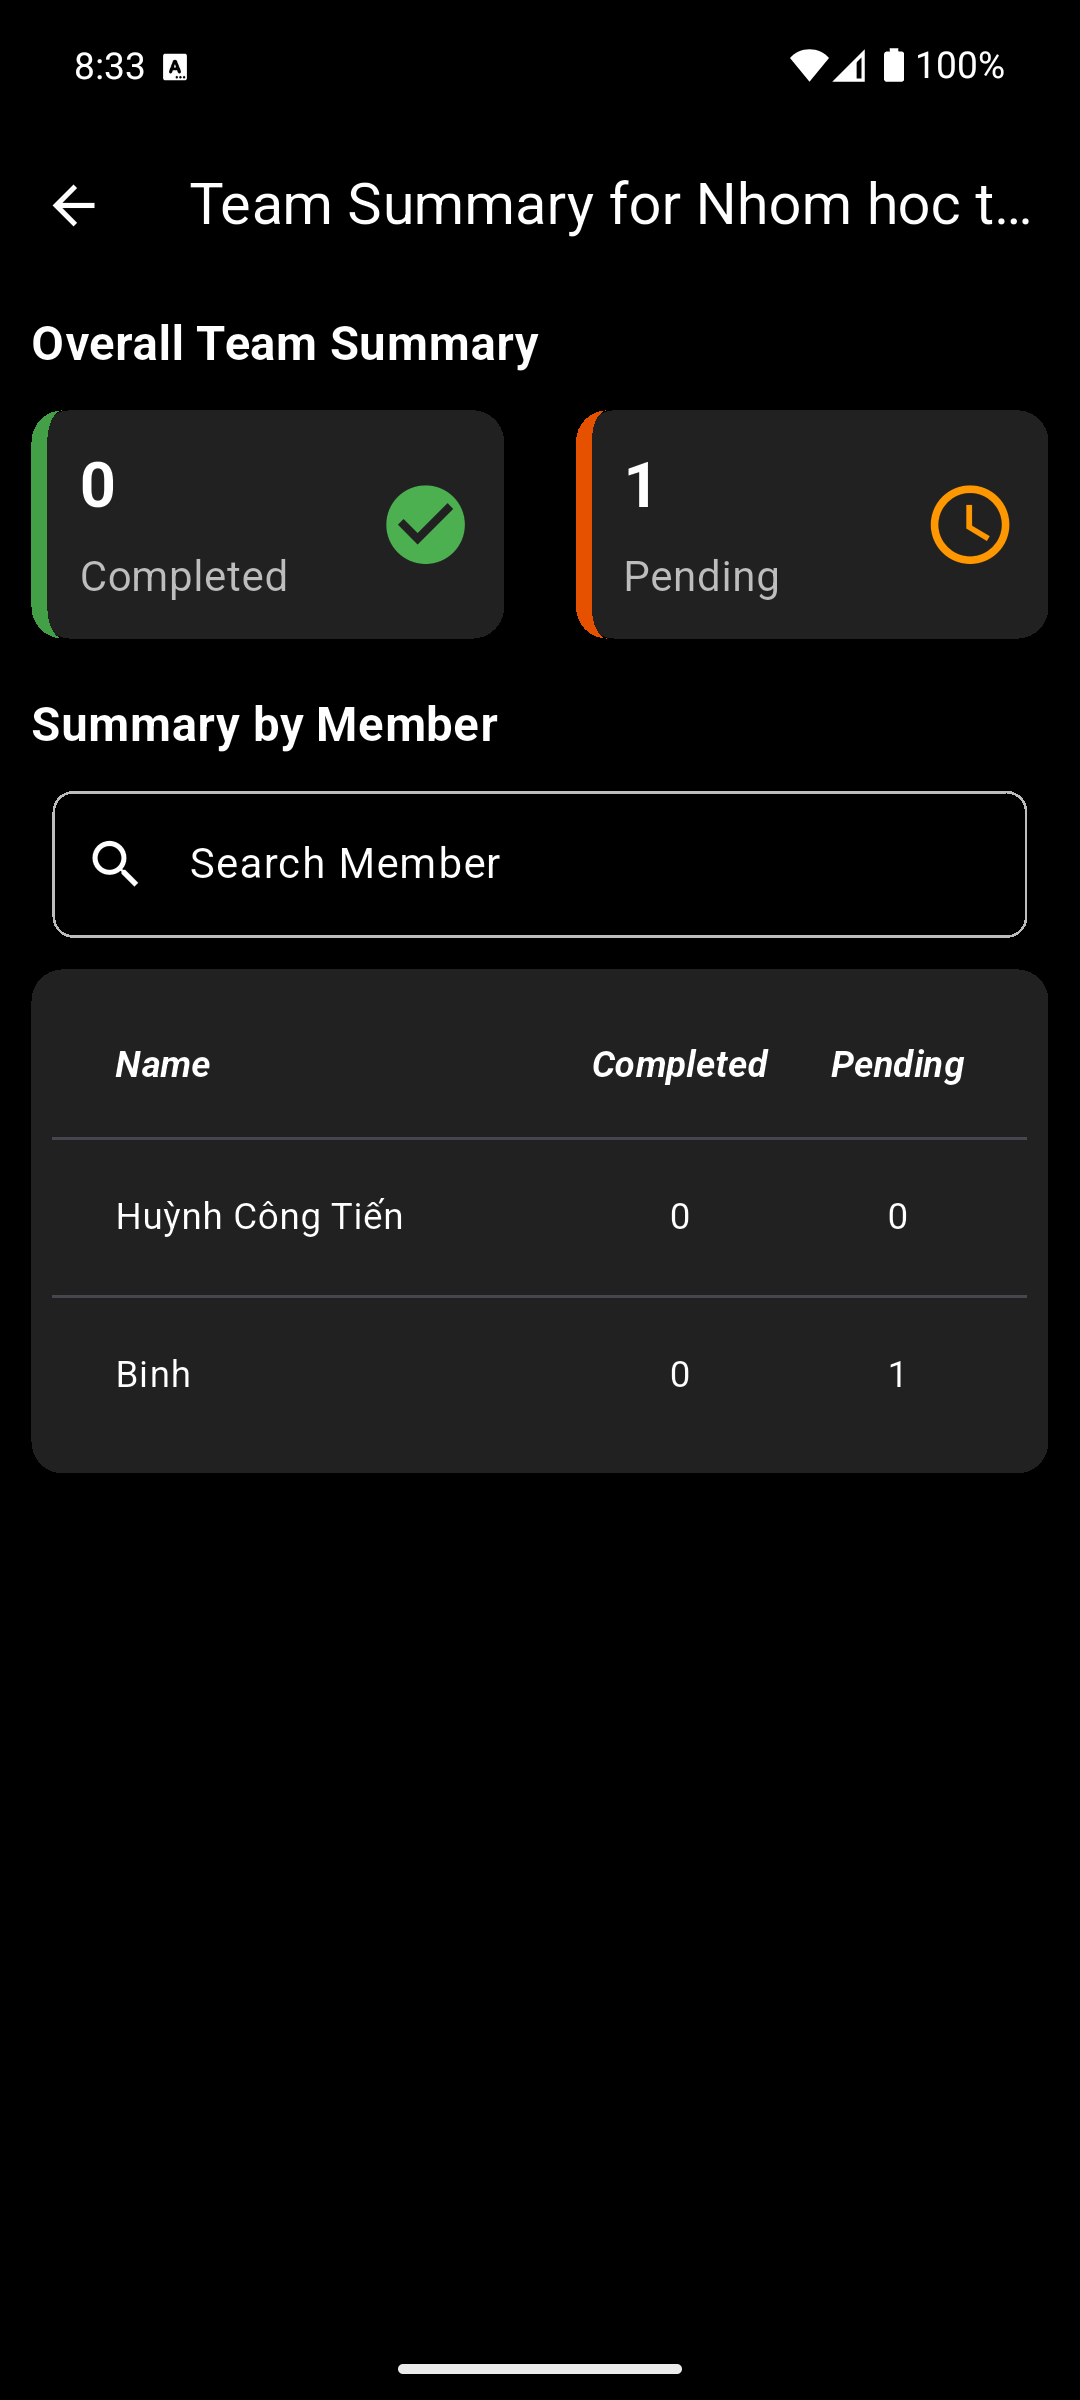 8:33 100%
Team Summary for Nhom hoc t...
Overall Team Summary
0
Completed
1
Pending
Summary by Member
Search Member
Name Completed Pending
Huỳnh Công Tiến 0 0
Binh 0 1